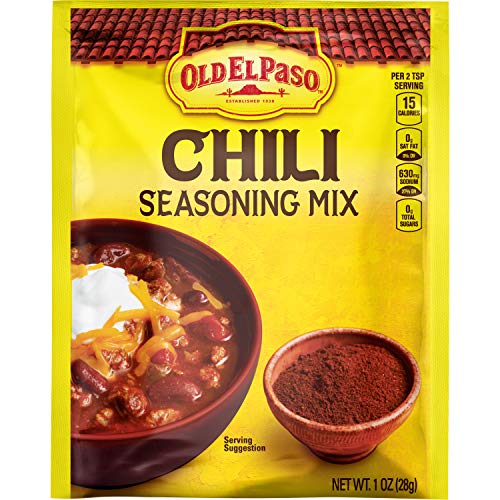 OLD EL PASO
™
ESTABLISHED 1938
CHILI
SEASONING MIX
PER 2 TSP
SERVING
15
CALORIES
0g
SAT FAT
0% DV
630mg
SODIUM
27% DV
0g
TOTAL
SUGARS
Serving
Suggestion
NET WT. 1 OZ (28g)